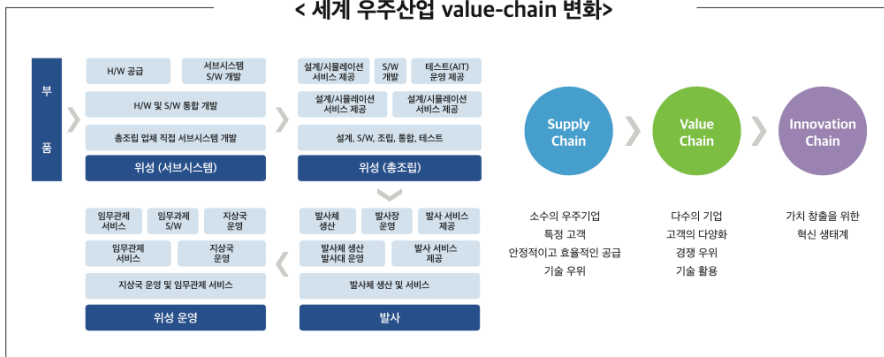 < 세계 우주산업 value-chain 변화>
부
품
H/W 공급
서브시스템
S/W 개발
H/W 및 S/W 통합 개발
총조립 업체 직접 서브시스템 개발
위성 (서브시스템)
설계/시뮬레이션
서비스 제공
S/W
개발
테스트(AIT)
운영 제공
설계/시뮬레이션
서비스 제공
설계/시뮬레이션
서비스 제공
설계, S/W, 조립, 통합, 테스트
위성 (총조립)
임무관제
서비스
임무과제
S/W
지상국
운영
임무관제
서비스
지상국
운영
지상국 운영 및 임무관제 서비스
위성 운영
발사체
생산
발사장
운영
발사 서비스
제공
발사체 생산
발사대 운영
발사 서비스
제공
발사체 생산 및 서비스
발사
Supply
Chain
소수의 우주기업
특정 고객
안정적이고 효율적인 공급
기술 우위
Value
Chain
다수의 기업
고객의 다양화
경쟁 우위
기술 활용
Innovation
Chain
가치 창출을 위한
혁신 생태계